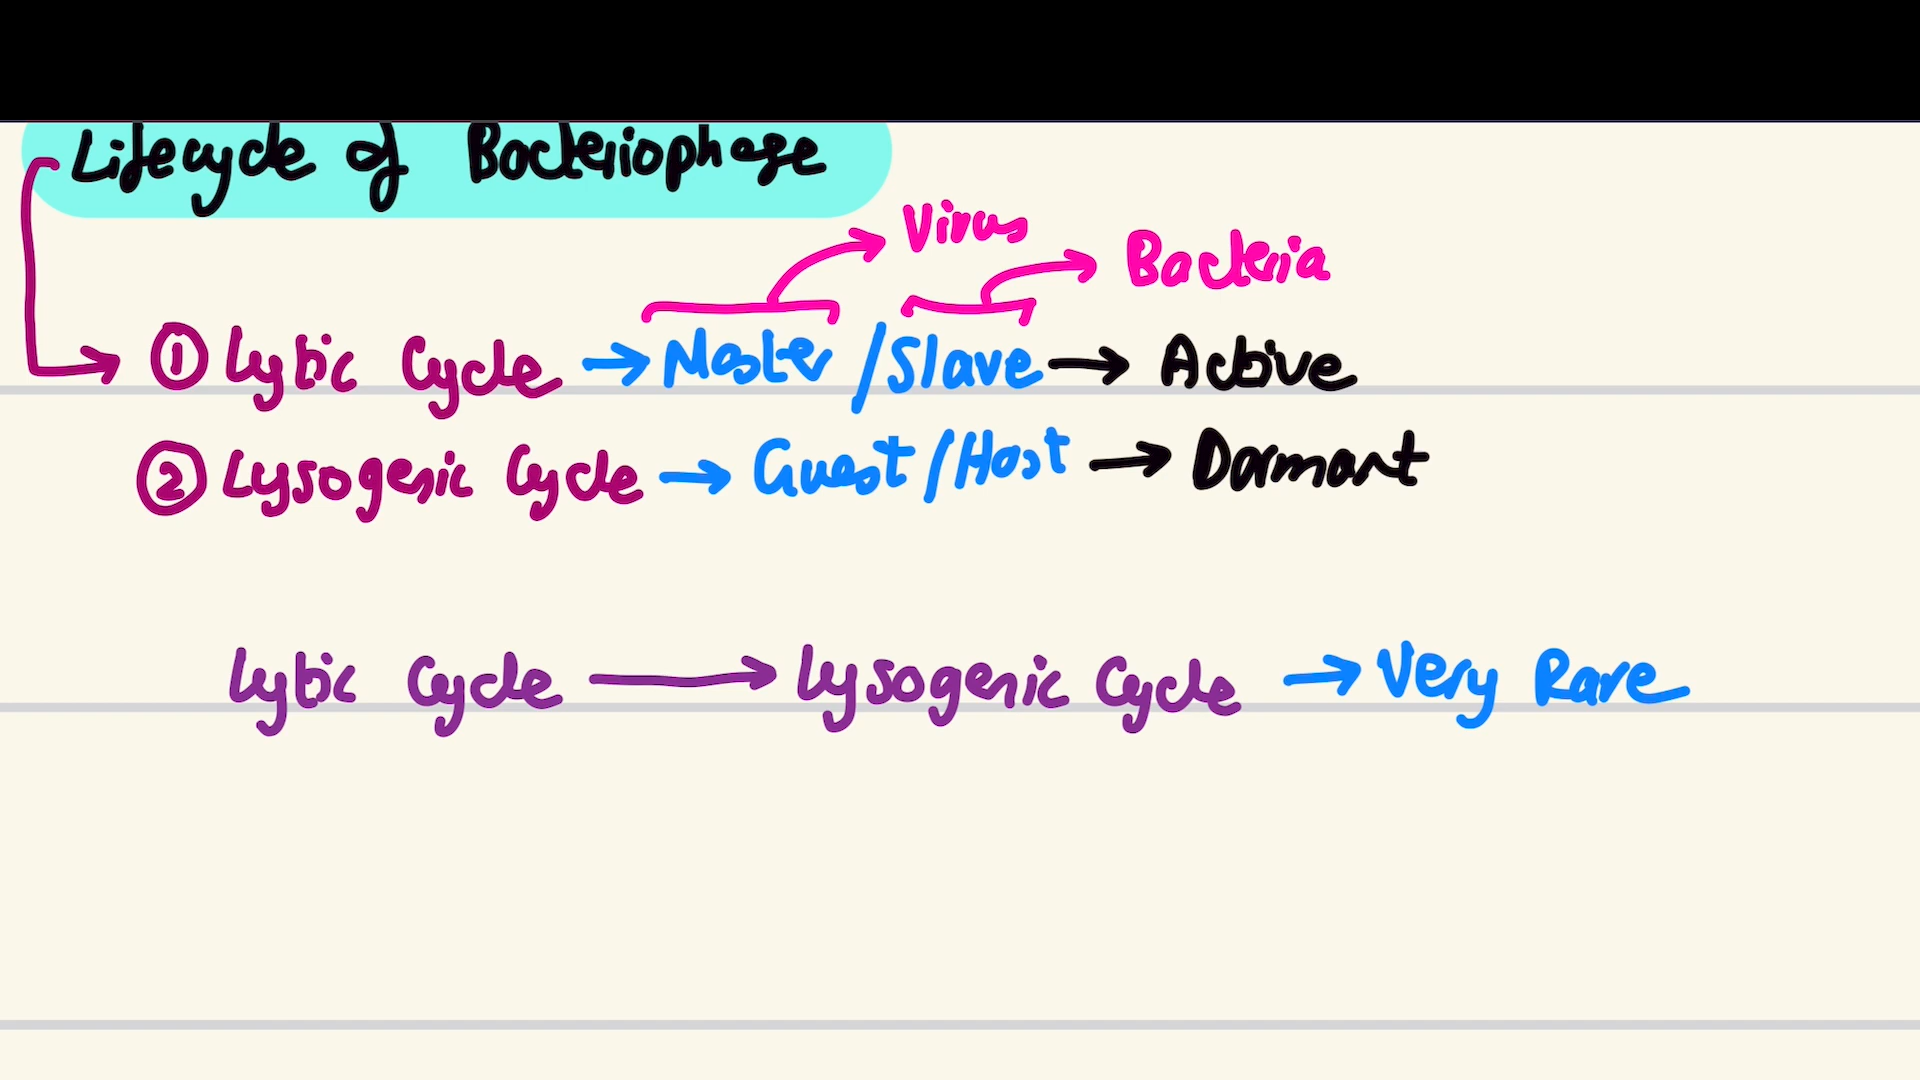 Lifecycle of Bacteriophage
Virus
Bacteria
① Lytic Cycle → Master / Slave → Active
② Lysogenic Cycle → Guest / Host → Dormant
Lytic Cycle → Lysogenic Cycle → Very Rare